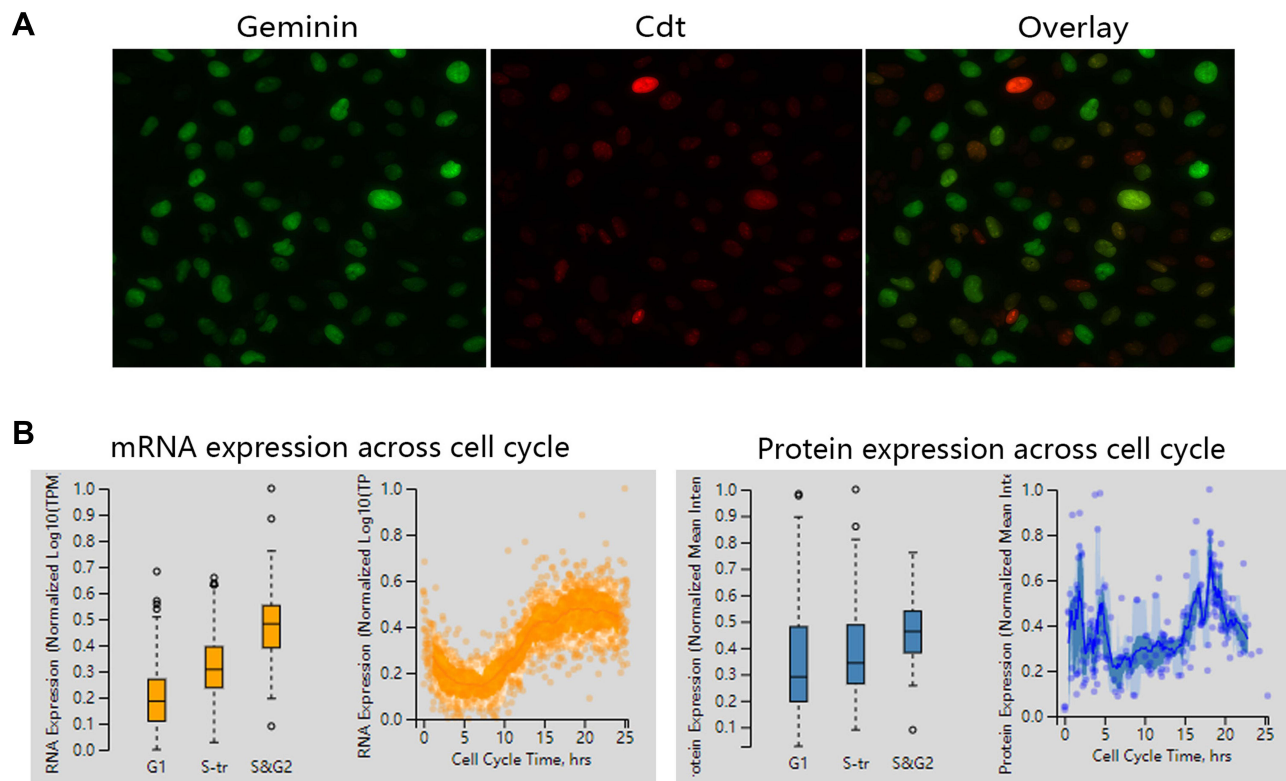 A
Geminin
Cdt
Overlay
B
mRNA expression across cell cycle
Protein expression across cell cycle
RNA Expression (Normalized Log10(TPM
1.0
0.9
0.8
0.7
0.6
0.5
0.4
0.3
0.2
0.1
0.0
G1
S-tr
S&G2
RNA Expression (Normalized Log10(TP
1.0
0.8
0.6
0.4
0.2
0.0
0
5
10
15
20
25
Cell Cycle Time, hrs
rotein Expression (Normalized Mean Inten
1.0
0.9
0.8
0.7
0.6
0.5
0.4
0.3
0.2
0.1
G1
S-tr
S&G2
Protein Expression (Normalized Mean Inte
1.0
0.8
0.6
0.4
0.2
0.0
0
5
10
15
20
25
Cell Cycle Time, hrs